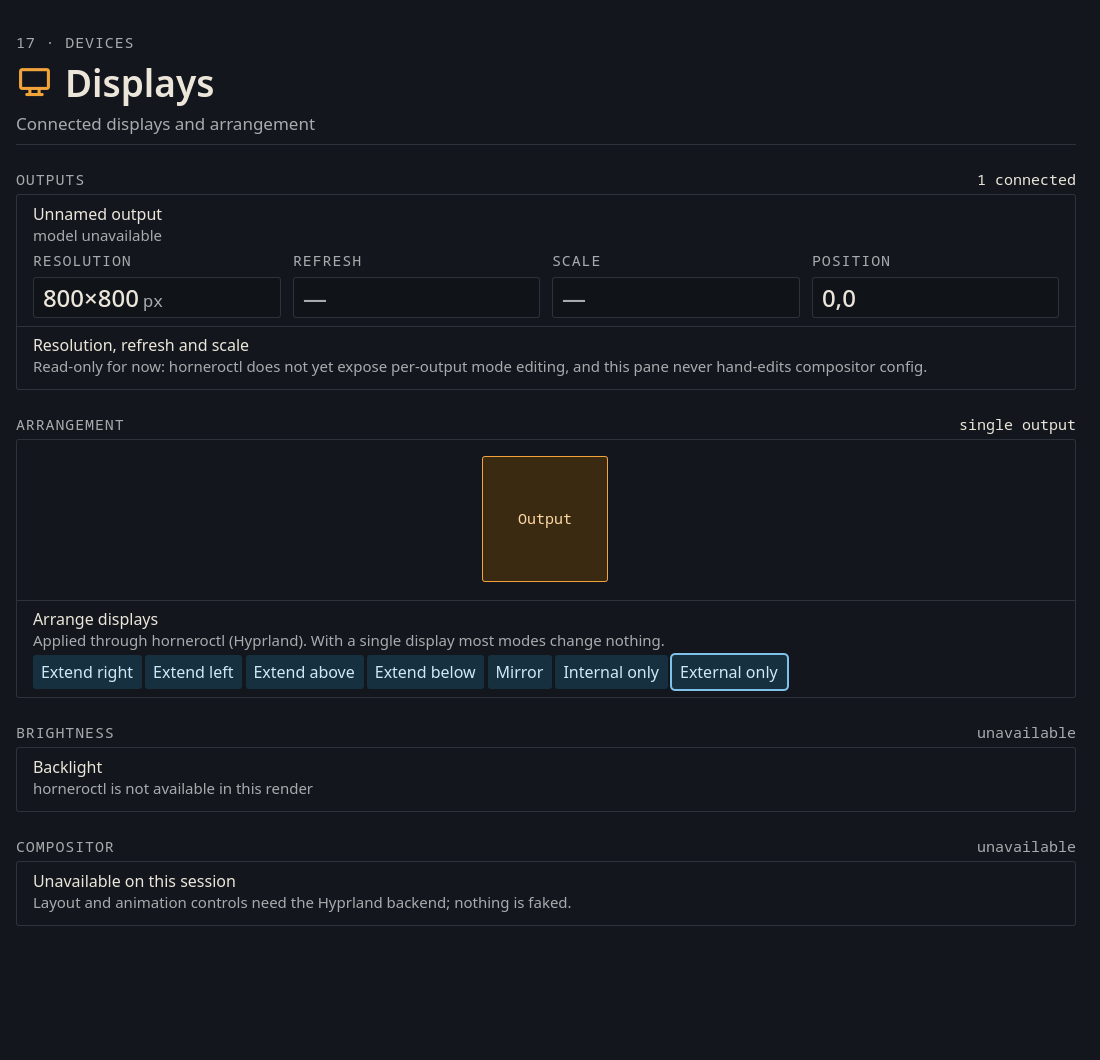 17 · DEVICES
Displays
Connected displays and arrangement
OUTPUTS 1 connected
Unnamed output
model unavailable
RESOLUTION REFRESH SCALE POSITION
800×800 px — — 0,0
Resolution, refresh and scale
Read-only for now: horneroctl does not yet expose per-output mode editing, and this pane never hand-edits compositor config.
ARRANGEMENT single output
Output
Arrange displays
Applied through horneroctl (Hyprland). With a single display most modes change nothing.
Extend right Extend left Extend above Extend below Mirror Internal only External only
BRIGHTNESS unavailable
Backlight
horneroctl is not available in this render
COMPOSITOR unavailable
Unavailable on this session
Layout and animation controls need the Hyprland backend; nothing is faked.